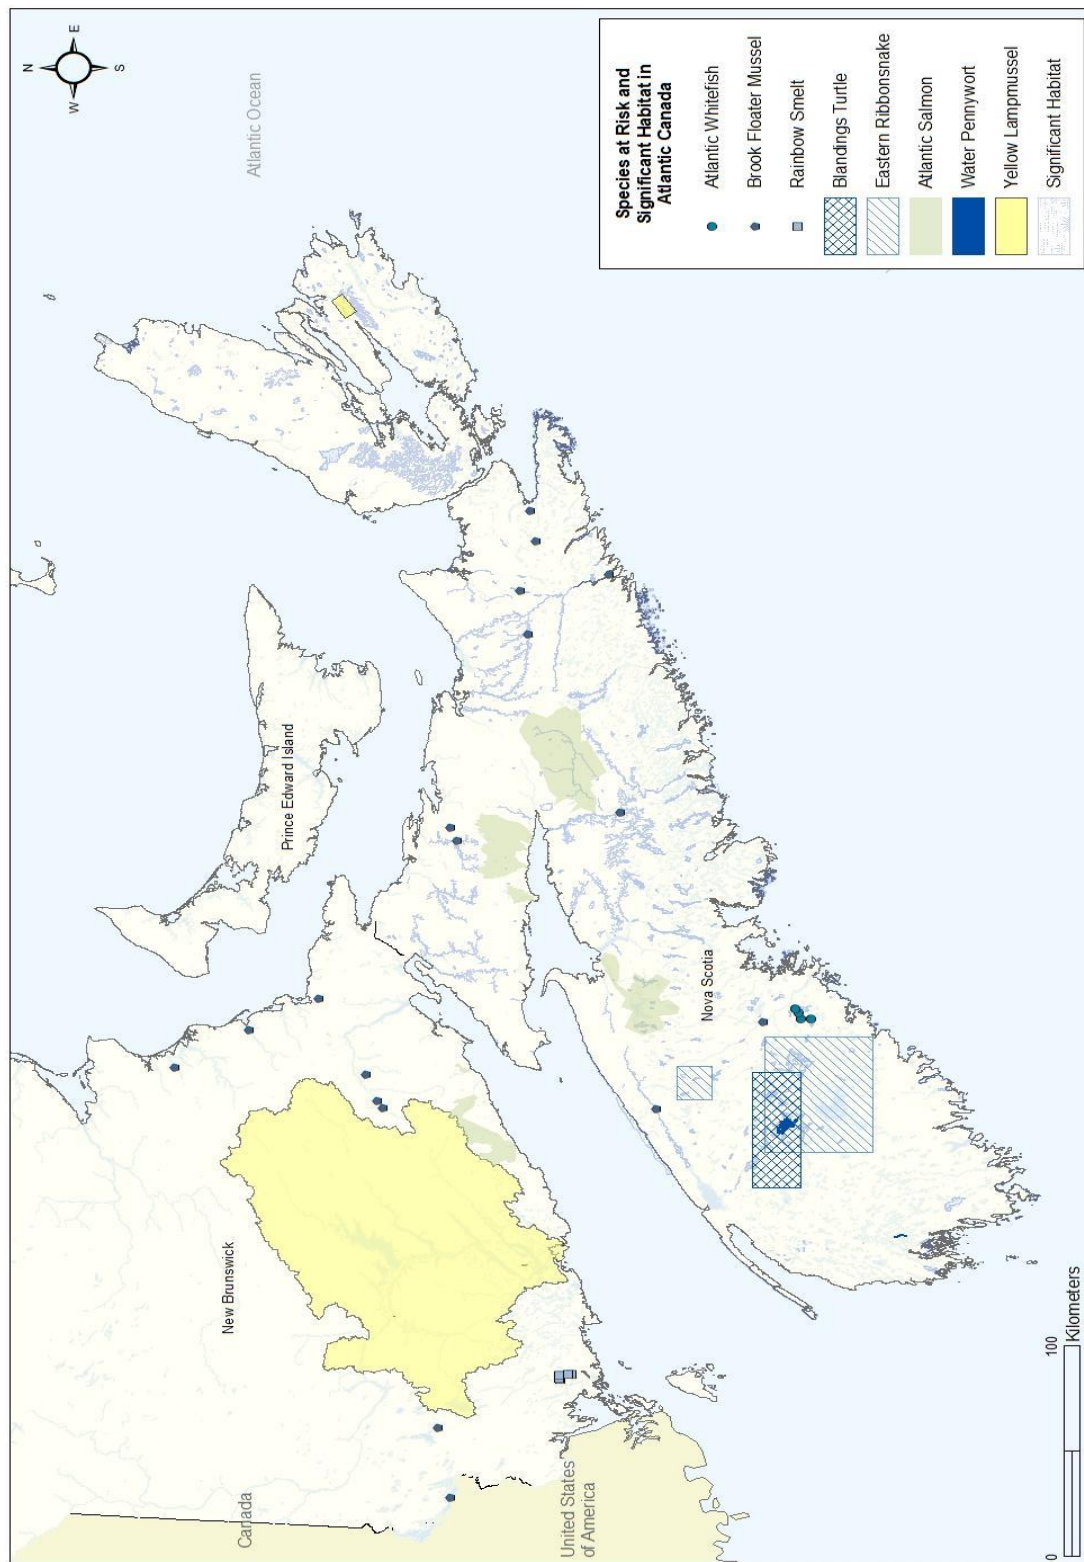 N
W
E
S
Atlantic Ocean
Prince Edward Island
New Brunswick
Nova Scotia
Canada
United States
of America
0
100
Kilometers
Species at Risk and
Significant Habitat in
Atlantic Canada
Atlantic Whitefish
Brook Floater Mussel
Rainbow Smelt
Blandings Turtle
Eastern Ribbonsnake
Atlantic Salmon
Water Pennywort
Yellow Lampmussel
Significant Habitat